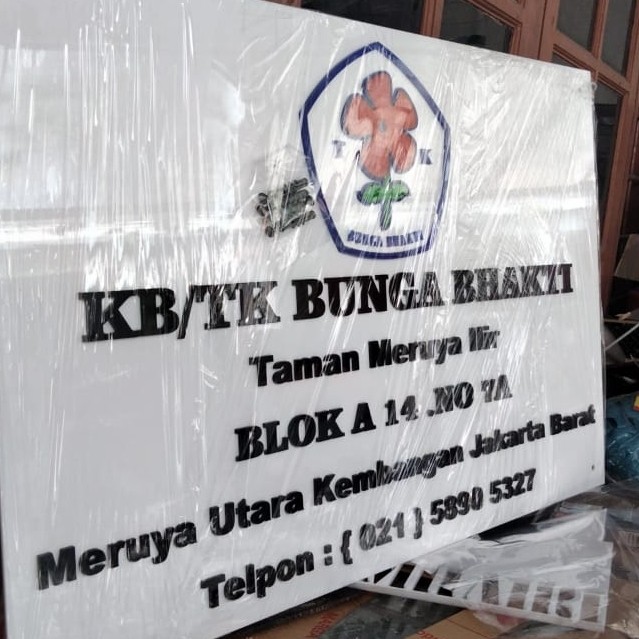 T K
BUNGA BHAKTI
KB/TK BUNGA BHAKTI
Taman Meruya Ilir
BLOK A 14 .NO 7A
Meruya Utara Kembangan Jakarta Barat
Telpon : { 021 } 5890 5327